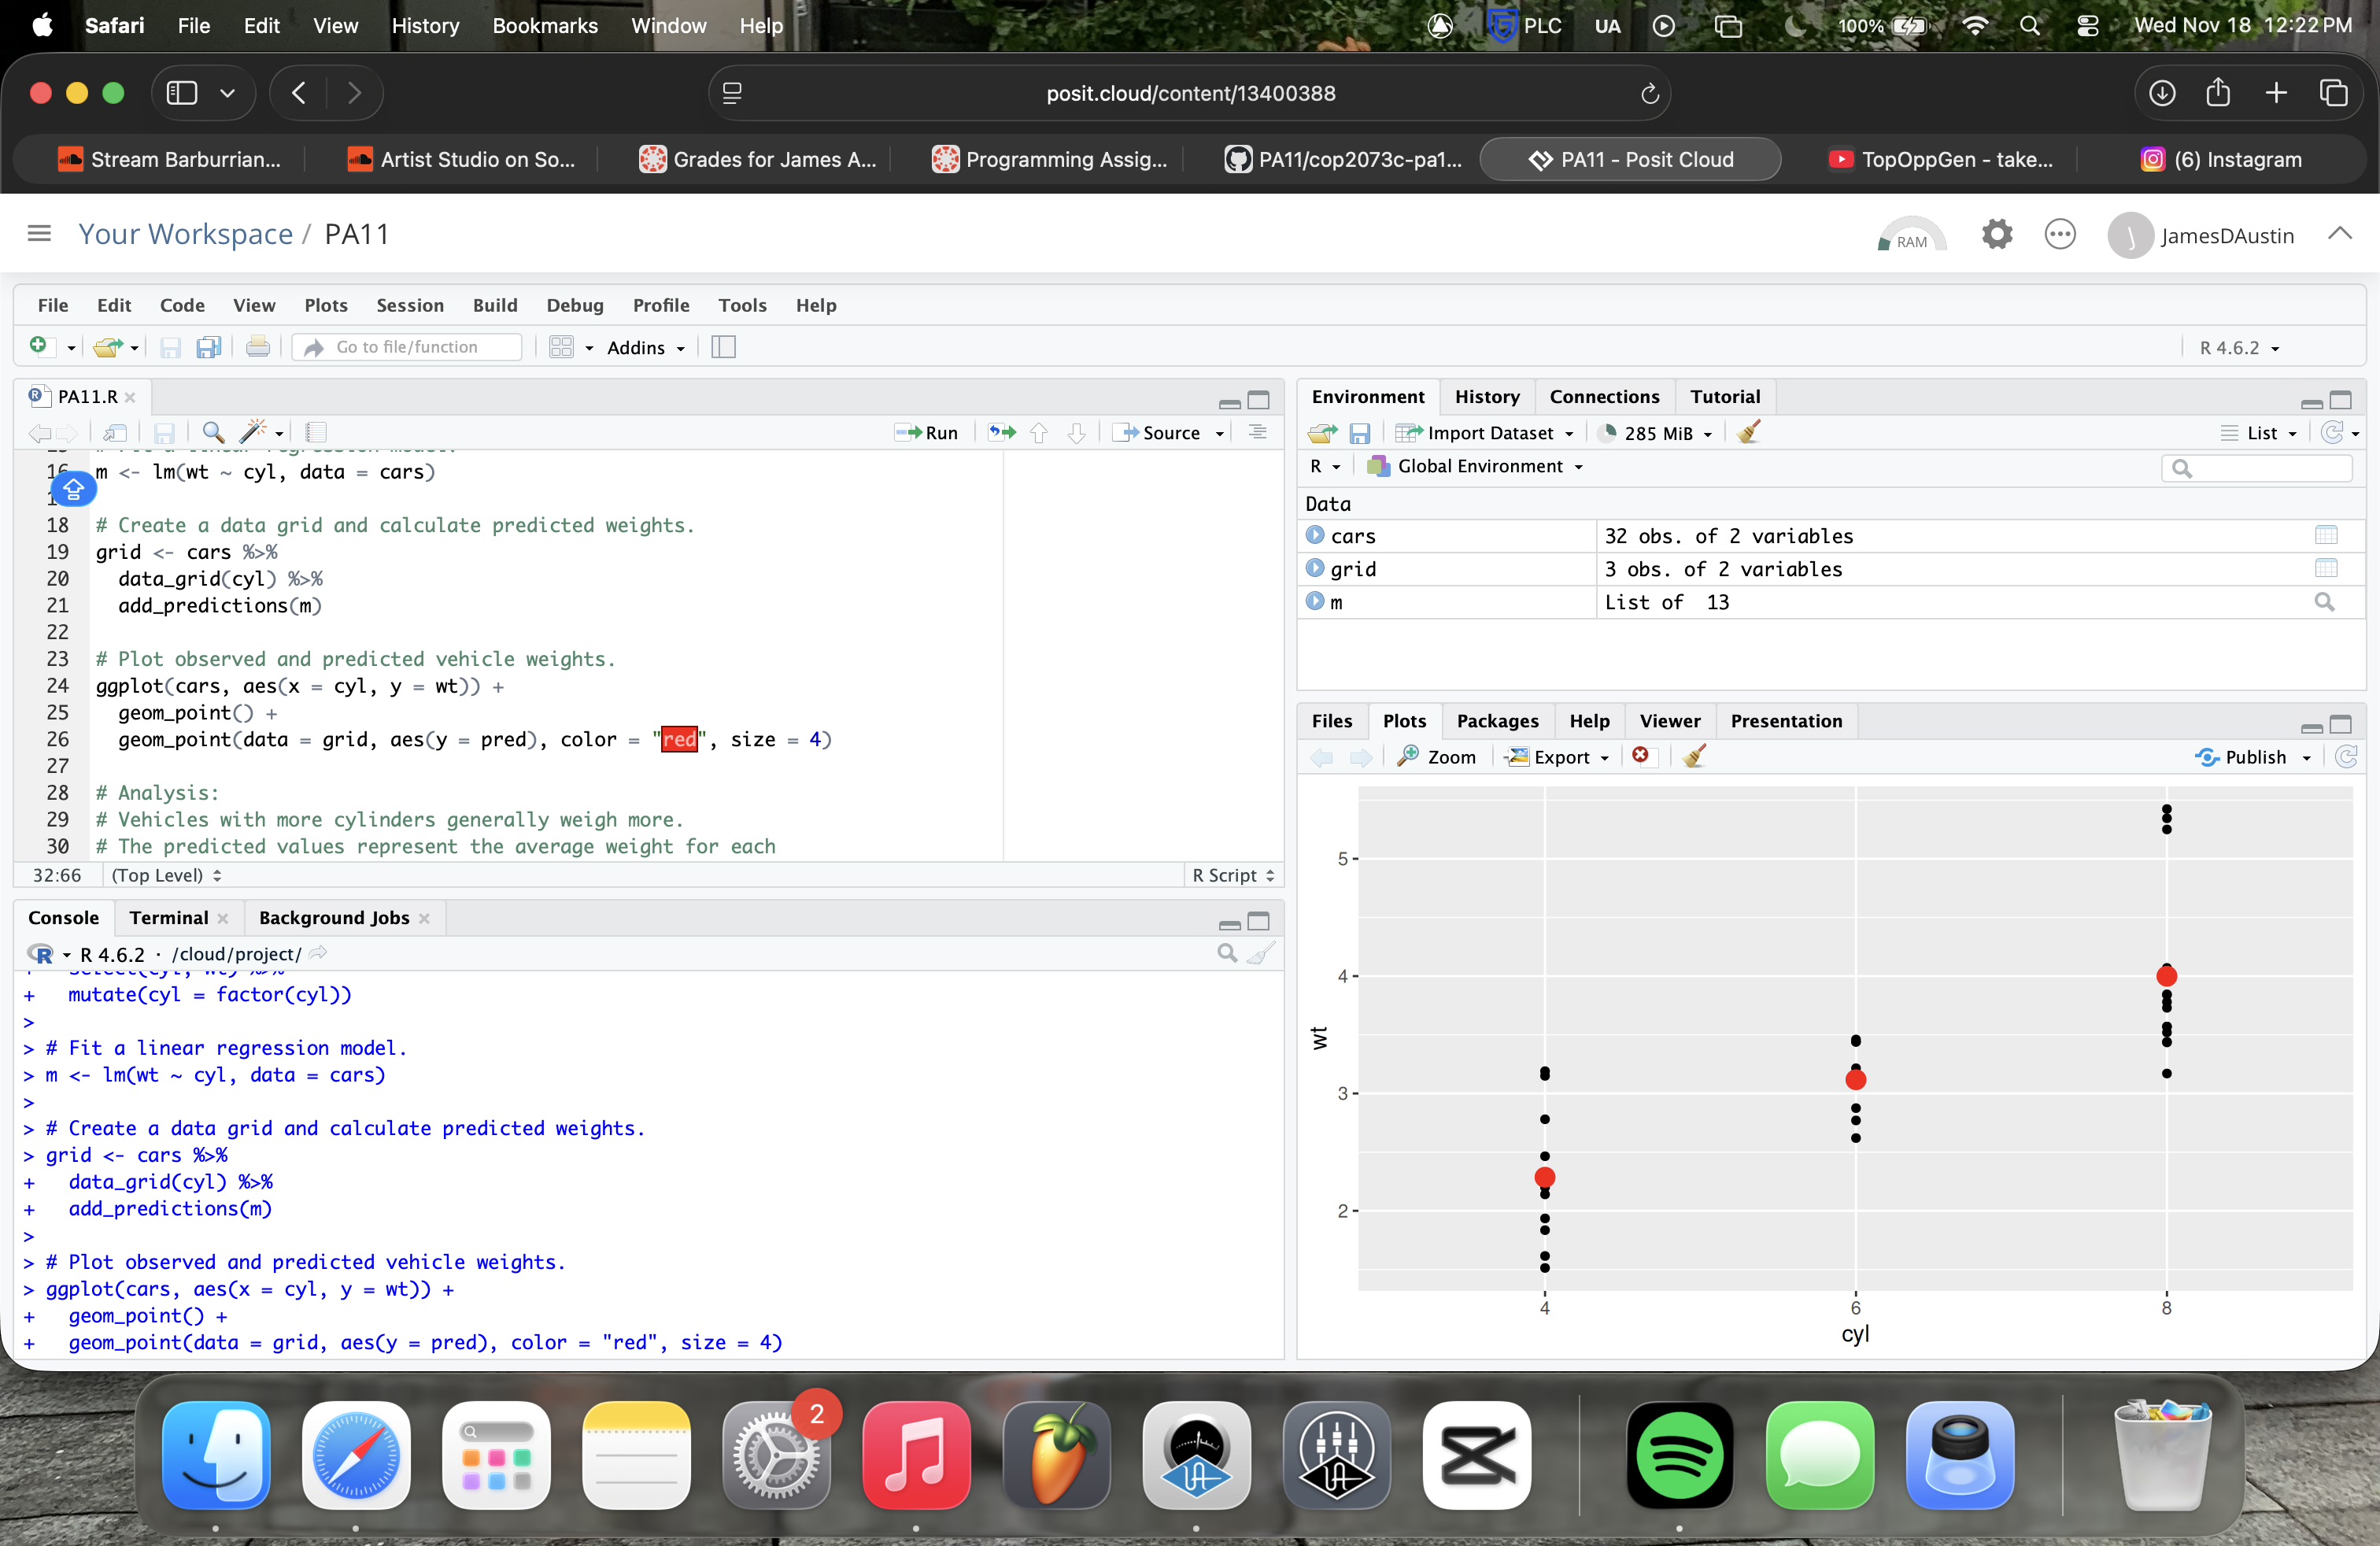 Safari File Edit View History Bookmarks Window Help PLC UA 100% Wed Nov 18 12:22 PM
posit.cloud/content/13400388
Stream Barburrian... Artist Studio on So... Grades for James A... Programming Assig... PA11/cop2073c-pa1... PA11 - Posit Cloud TopOppGen - take... (6) Instagram
Your Workspace / PA11 RAM J JamesDAustin
File Edit Code View Plots Session Build Debug Profile Tools Help
Go to file/function Addins R 4.6.2
PA11.R
Run Source
16 m <- lm(wt ~ cyl, data = cars)
18 # Create a data grid and calculate predicted weights.
19 grid <- cars %>%
20 data_grid(cyl) %>%
21 add_predictions(m)
22
23 # Plot observed and predicted vehicle weights.
24 ggplot(cars, aes(x = cyl, y = wt)) +
25 geom_point() +
26 geom_point(data = grid, aes(y = pred), color = "red", size = 4)
27
28 # Analysis:
29 # Vehicles with more cylinders generally weigh more.
30 # The predicted values represent the average weight for each
32:66 (Top Level) R Script
Console Terminal Background Jobs
R R 4.6.2 · /cloud/project/
+ select(cyl, wt) %>%
+ mutate(cyl = factor(cyl))
>
> # Fit a linear regression model.
> m <- lm(wt ~ cyl, data = cars)
>
> # Create a data grid and calculate predicted weights.
> grid <- cars %>%
+ data_grid(cyl) %>%
+ add_predictions(m)
>
> # Plot observed and predicted vehicle weights.
> ggplot(cars, aes(x = cyl, y = wt)) +
+ geom_point() +
+ geom_point(data = grid, aes(y = pred), color = "red", size = 4)
Environment History Connections Tutorial
Import Dataset 285 MiB List
R Global Environment
Data
cars 32 obs. of 2 variables
grid 3 obs. of 2 variables
m List of 13
Files Plots Packages Help Viewer Presentation
Zoom Export Publish
5
4
3
2
wt
4 6 8
cyl
2